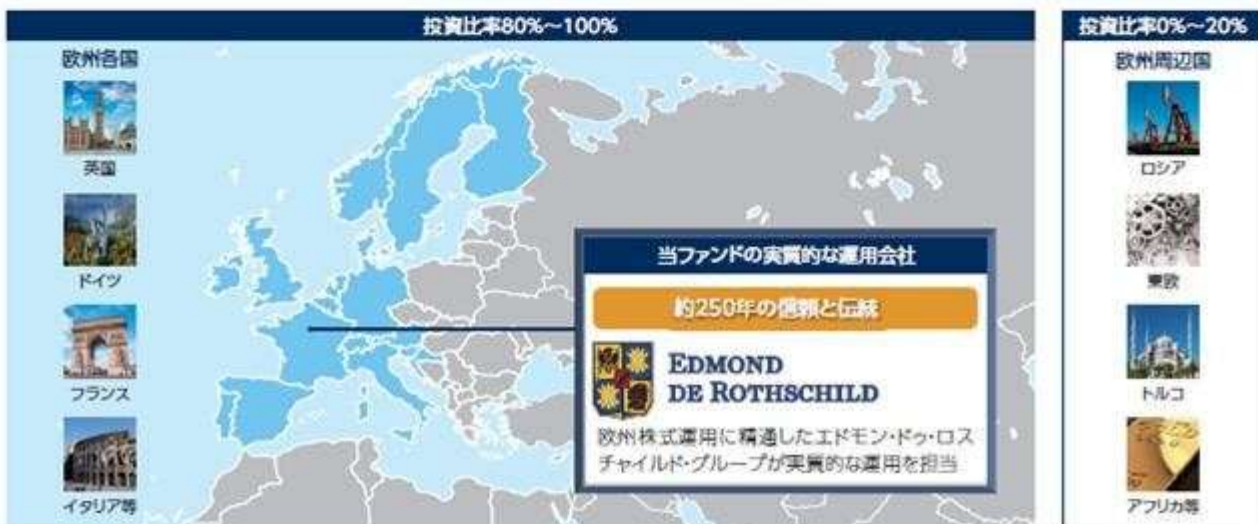 投資比率80%～100%
欧州各国
英国
ドイツ
フランス
イタリア等
当ファンドの実質的な運用会社
約250年の信頼と伝統
EDMOND
DE ROTHSCHILD
欧州株式運用に精通したエドモン・ドゥ・ロス
チャイルド・グループが実質的な運用を担当
投資比率0%～20%
欧州周辺国
ロシア
東欧
トルコ
アフリカ等